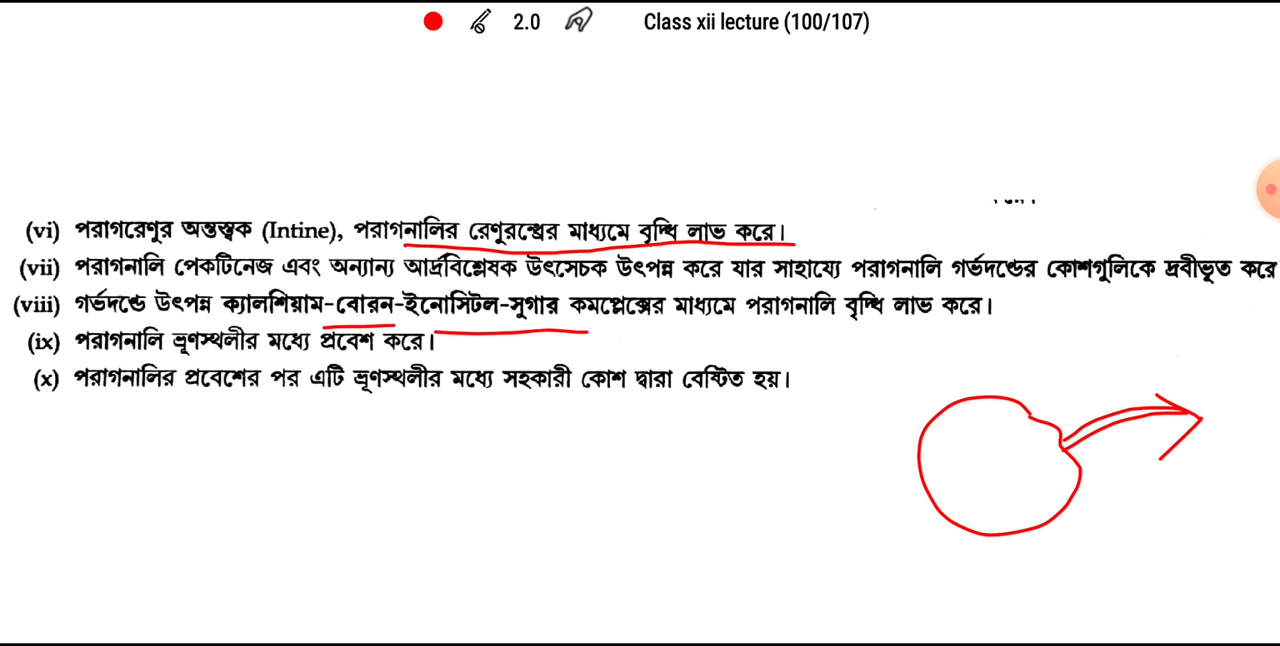 2.0 Class xii lecture (100/107)
(vi) পরাগরেণুর অন্তত্বক (Intine), পরাগনালির রেণুরন্ধ্রের মাধ্যমে বৃদ্ধি লাভ করে।
(vii) পরাগনালি পেকটিনেজ এবং অন্যান্য আর্দ্রবিশ্লেষক উৎসেচক উৎপন্ন করে যার সাহায্যে পরাগনালি গর্ভদণ্ডের কোশগুলিকে দ্রবীভূত করে
(viii) গর্ভদণ্ডে উৎপন্ন ক্যালশিয়াম-বোরন-ইনোসিটল-সুগার কমপ্লেক্সের মাধ্যমে পরাগনালি বৃদ্ধি লাভ করে।
(ix) পরাগনালি ভ্রূণস্থলীর মধ্যে প্রবেশ করে।
(x) পরাগনালির প্রবেশের পর এটি ভ্রূণস্থলীর মধ্যে সহকারী কোশ দ্বারা বেষ্টিত হয়।